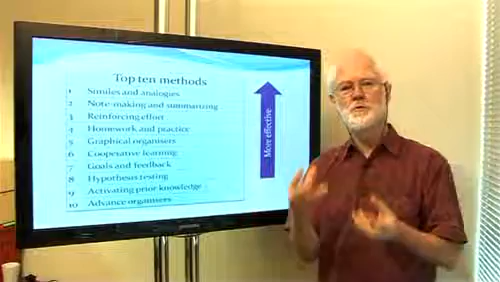 Top ten methods
1 Similes and analogues
2 Note-making and summarizing
3 Reinforcing effort
4 Homework and practice
5 Graphical organisers
6 Cooperative learning
7 Goals and feedback
8 Hypothesis testing
9 Activating prior knowledge
10 Advance organisers
More effective